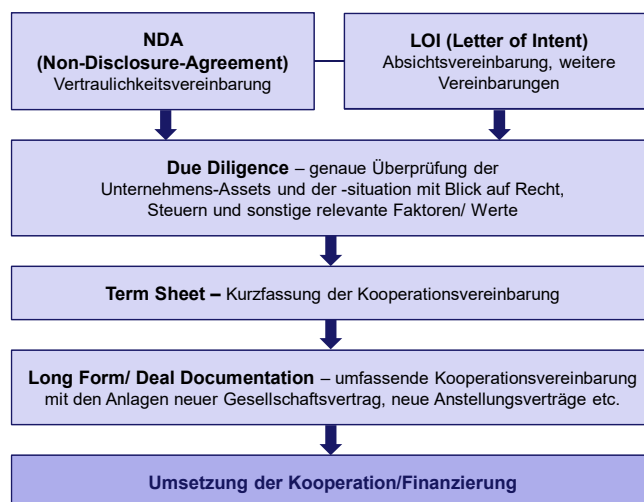 NDA
(Non-Disclosure-Agreement)
Vertraulichkeitsvereinbarung
LOI (Letter of Intent)
Absichtsvereinbarung, weitere
Vereinbarungen
Due Diligence – genaue Überprüfung der
Unternehmens-Assets und der -situation mit Blick auf Recht,
Steuern und sonstige relevante Faktoren/ Werte
Term Sheet – Kurzfassung der Kooperationsvereinbarung
Long Form/ Deal Documentation – umfassende Kooperationsvereinbarung
mit den Anlagen neuer Gesellschaftvertrag, neue Anstellungsverträge etc.
Umsetzung der Kooperation/Finanzierung